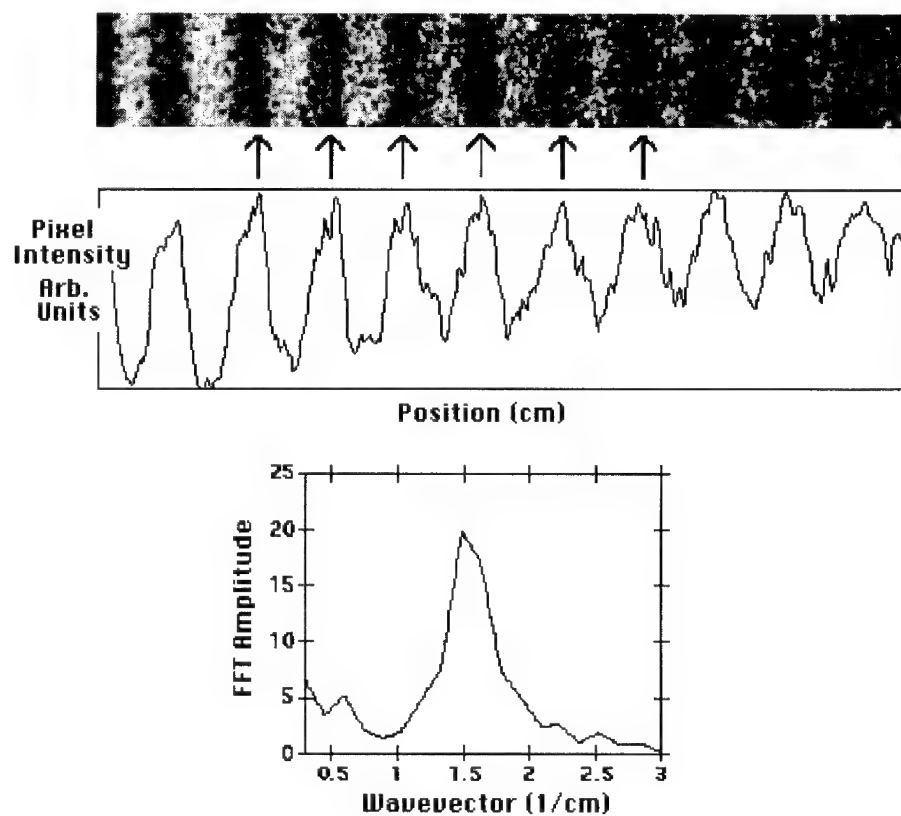 Pixel
Intensity
Arb.
Units
Position (cm)
25
20
15
10
5
0
FFT Amplitude
0.5 1 1.5 2 2.5 3
Wavevector (1/cm)